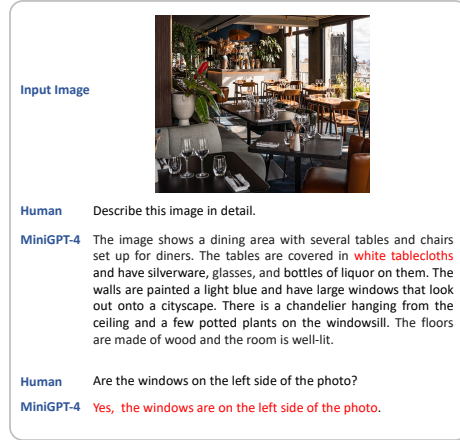 Input Image
Human Describe this image in detail.
MiniGPT-4 The image shows a dining area with several tables and chairs
set up for diners. The tables are covered in white tablecloths
and have silverware, glasses, and bottles of liquor on them. The
walls are painted a light blue and have large windows that look
out onto a cityscape. There is a chandelier hanging from the
ceiling and a few potted plants on the windowsill. The floors
are made of wood and the room is well-lit.
Human Are the windows on the left side of the photo?
MiniGPT-4 Yes, the windows are on the left side of the photo.